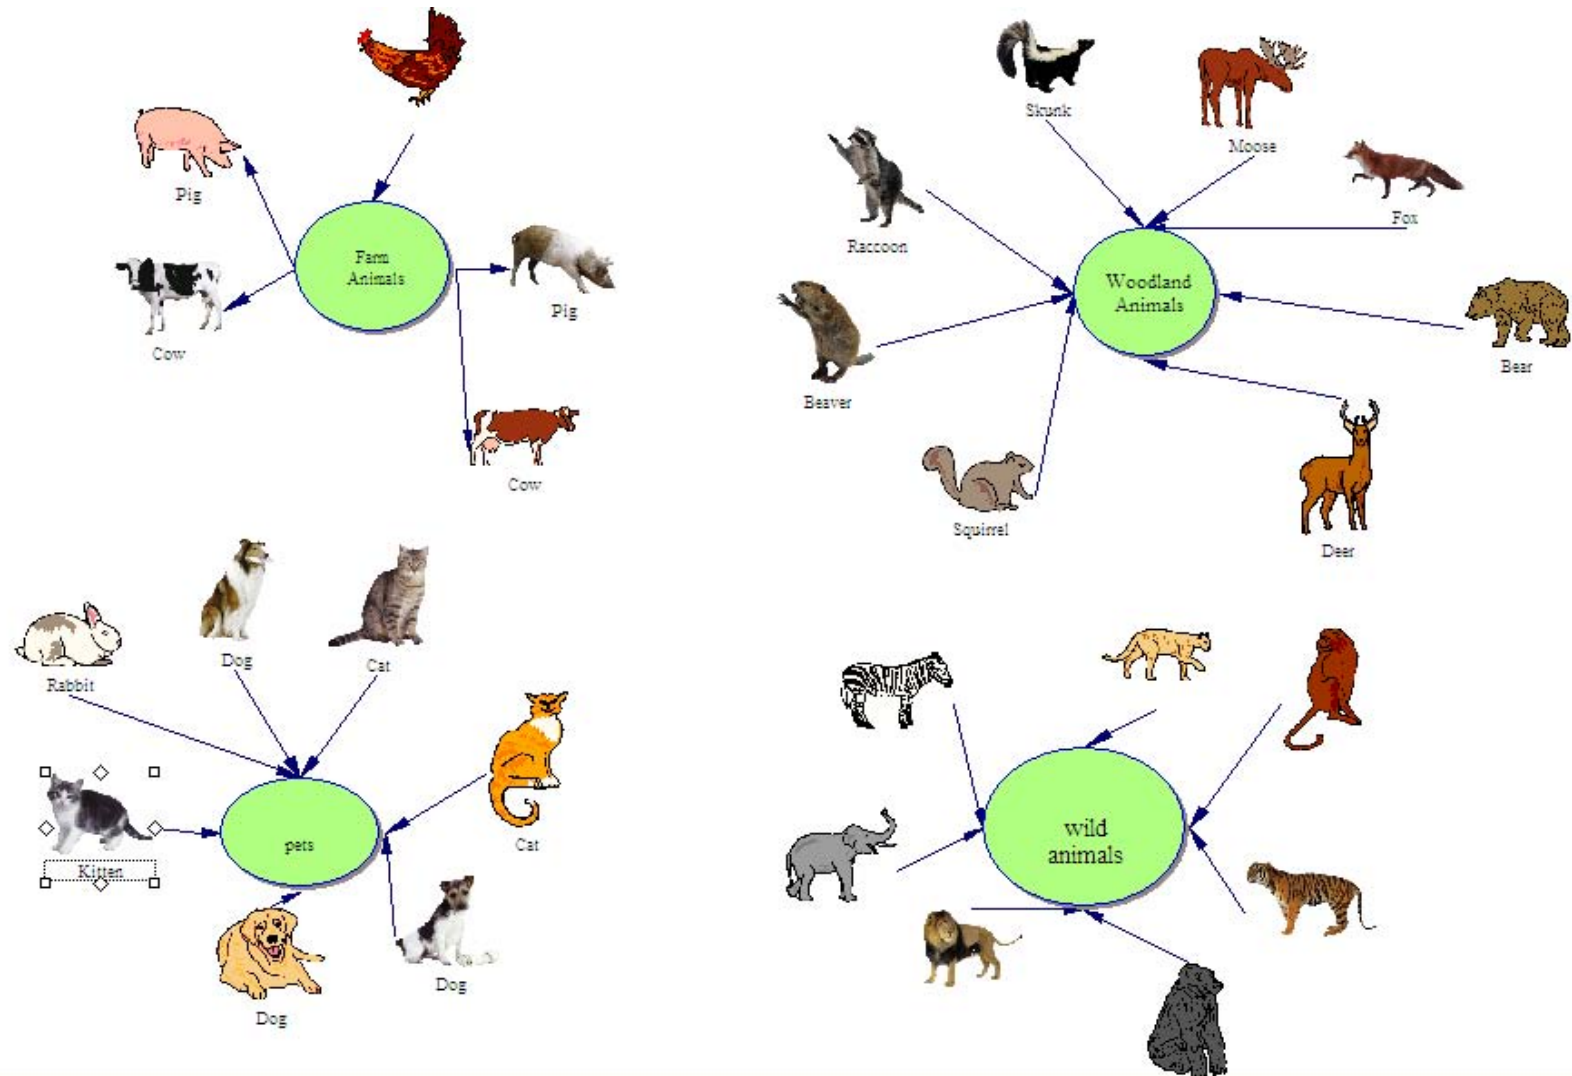 Pig
Farm
Animals
Cow
Pig
Cow
Skunk
Moose
Fox
Raccoon
Woodland
Animals
Beaver
Bear
Squirrel
Deer
Dog
Cat
Rabbit
pets
Cat
Kitten
Dog
Dog
wild
animals